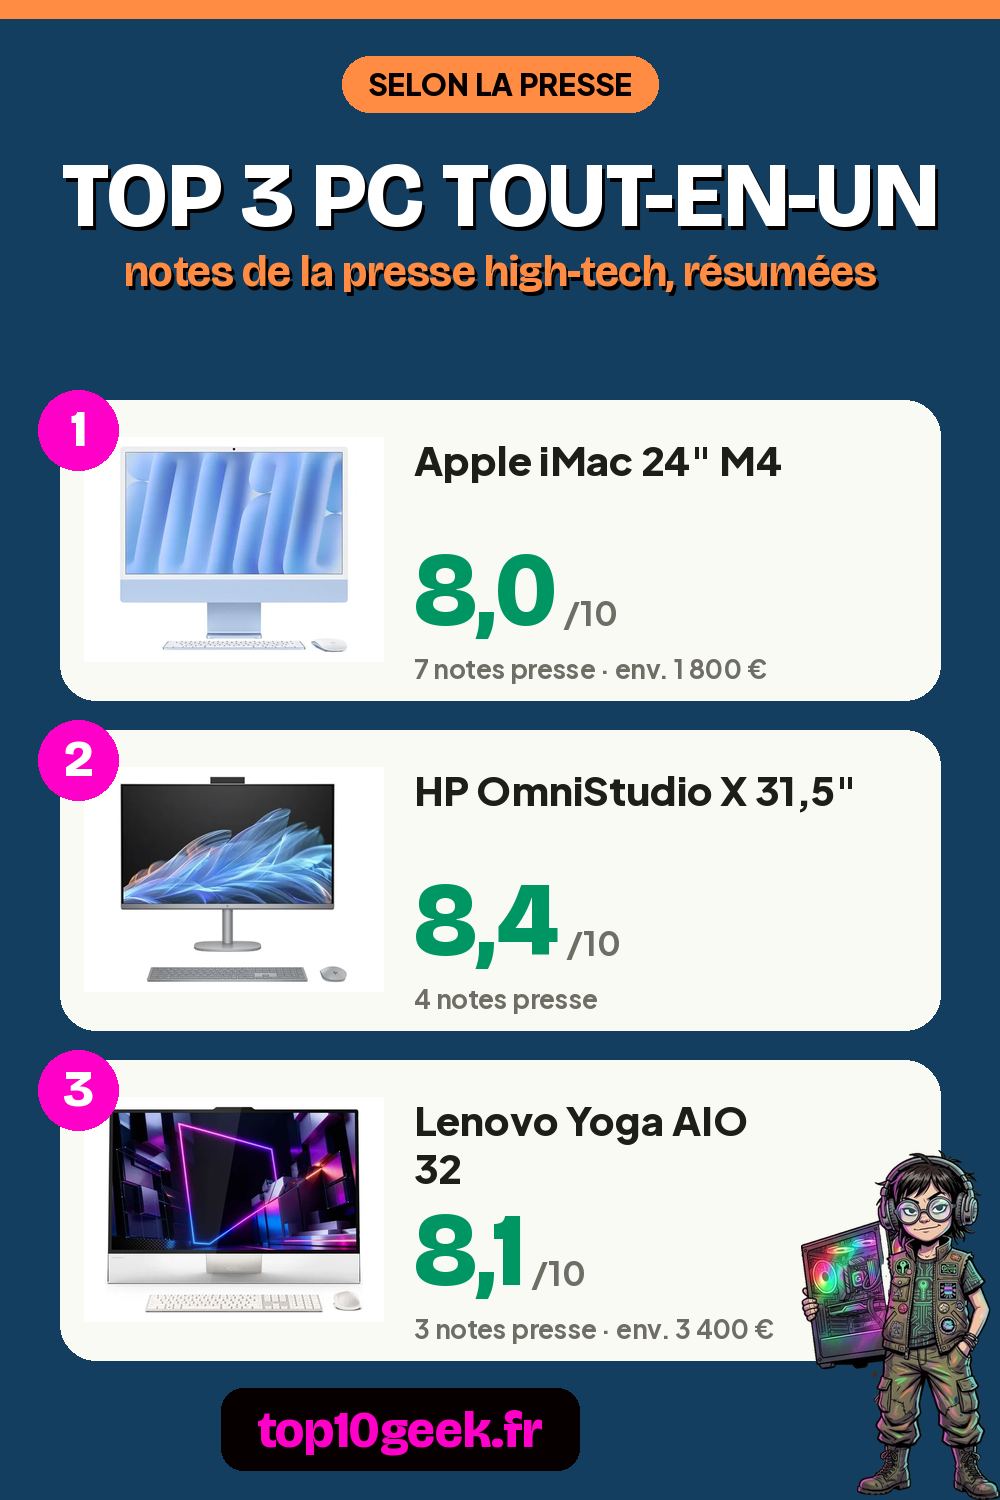 SELON LA PRESSE
TOP 3 PC TOUT-EN-UN
notes de la presse high-tech, résumées
1
Apple iMac 24" M4
8,0 /10
7 notes presse · env. 1 800 €
2
HP OmniStudio X 31,5"
8,4 /10
4 notes presse
3
Lenovo Yoga AIO
32
8,1 /10
3 notes presse · env. 3 400 €
top10geek.fr